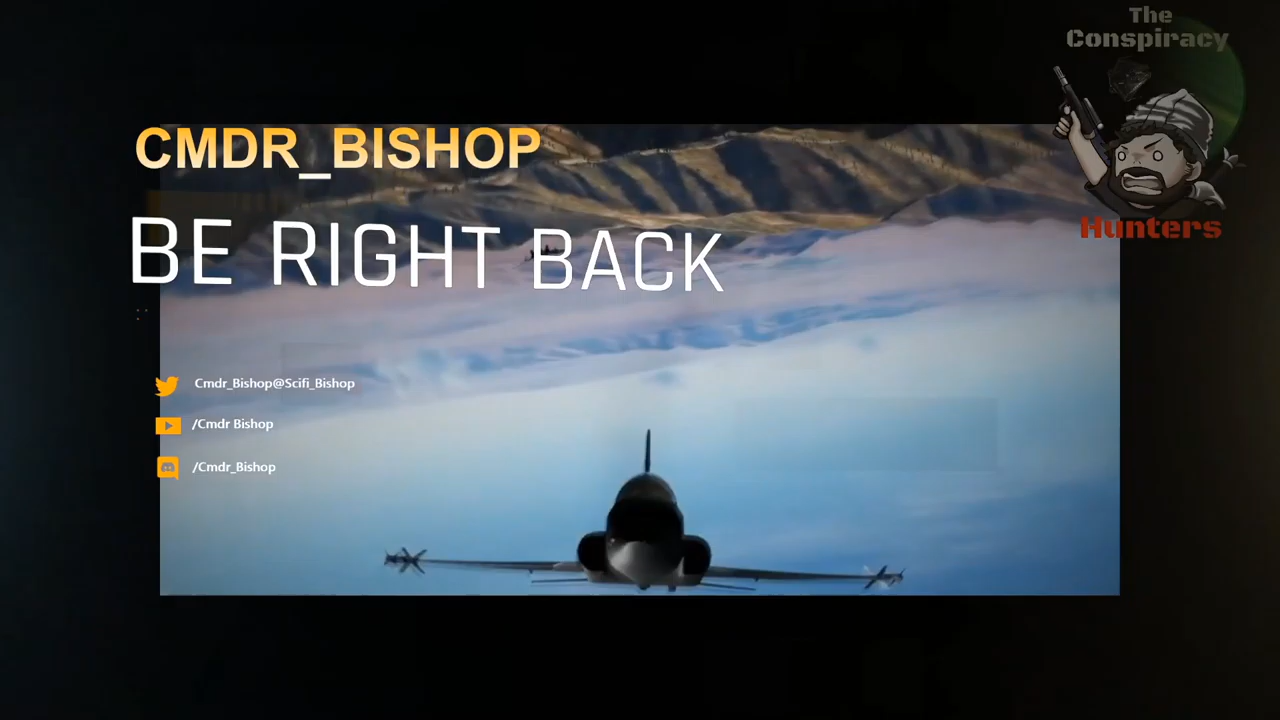 The
Conspiracy
Hunters
CMDR_BISHOP
BE RIGHT BACK
Cmdr_Bishop@Scifi_Bishop
/Cmdr Bishop
/Cmdr_Bishop